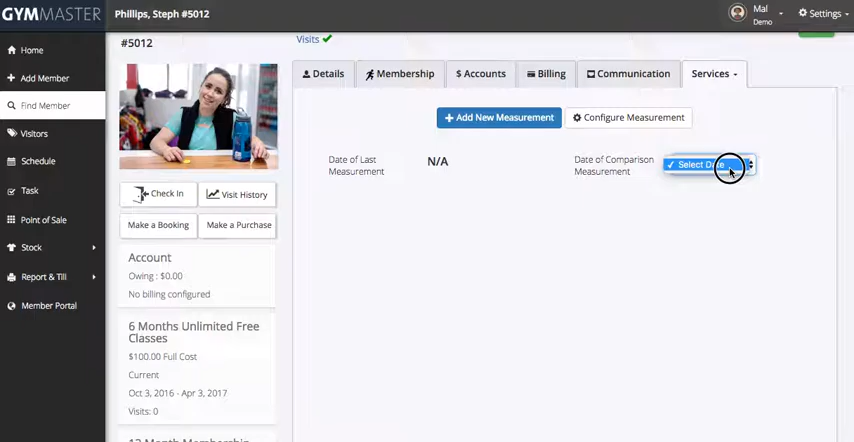 GYMMASTER
Phillips, Steph #5012
Mal
Demo
Settings
Home
Add Member
Find Member
Visitors
Schedule
Task
Point of Sale
Stock
Report & Till
Member Portal
#5012
Check In
Visit History
Make a Booking
Make a Purchase
Account
Owing : $0.00
No billing configured
6 Months Unlimited Free
Classes
$100.00 Full Cost
Current
Oct 3, 2016 - Apr 3, 2017
Visits: 0
12 Month Membership
Visits
Details
Membership
$ Accounts
Billing
Communication
Services
Add New Measurement
Configure Measurement
Date of Last
Measurement
N/A
Date of Comparison
Measurement
Select Date